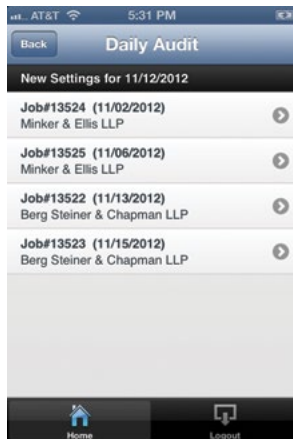 AT&T 5:31 PM
Back Daily Audit
New Settings for 11/12/2012
Job#13524 (11/02/2012)
Minker & Ellis LLP
Job#13525 (11/06/2012)
Minker & Ellis LLP
Job#13522 (11/13/2012)
Berg Steiner & Chapman LLP
Job#13523 (11/15/2012)
Berg Steiner & Chapman LLP
Home Logout